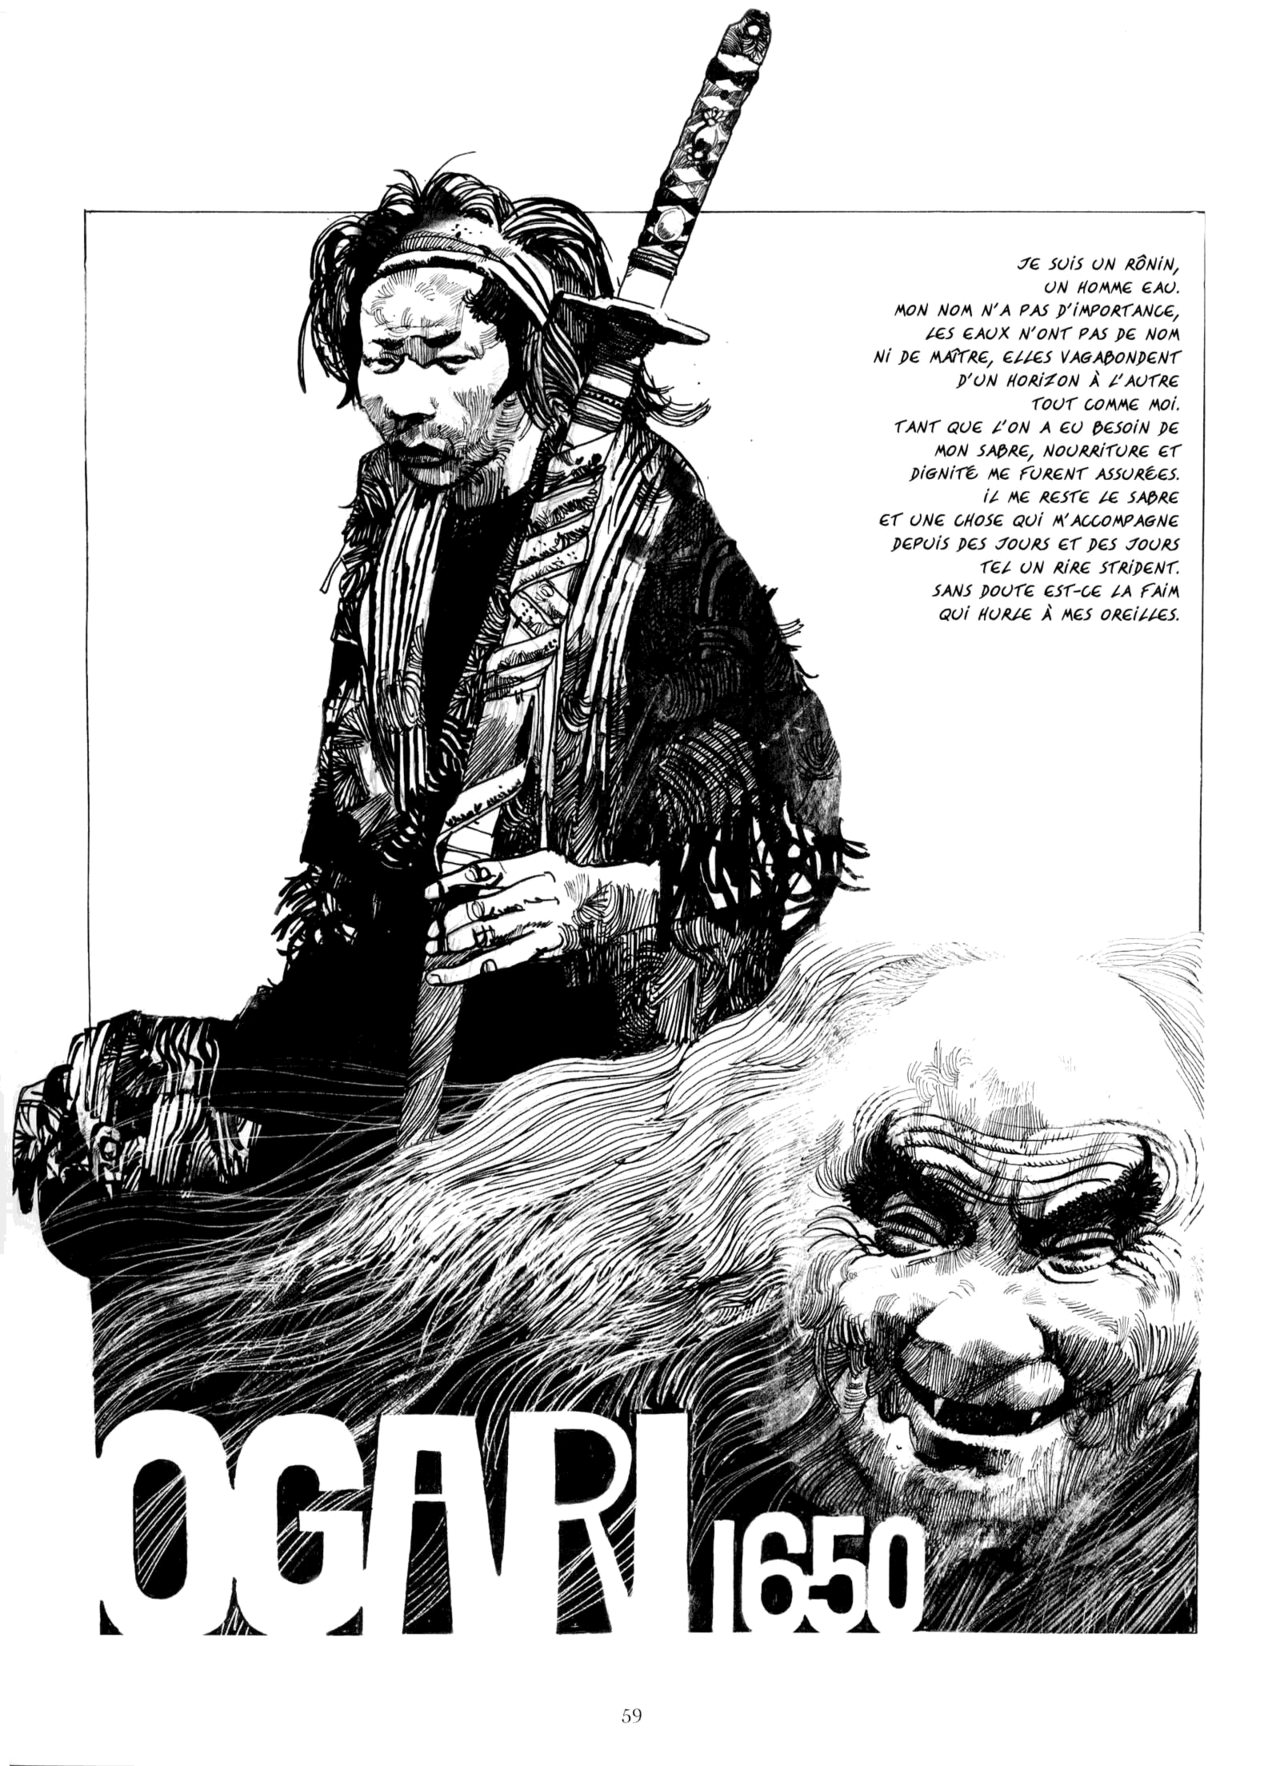 JE SUIS UN RÔNIN,
UN HOMME EAU.
MON NOM N'A PAS D'IMPORTANCE,
LES EAUX N'ONT PAS DE NOM
NI DE MAÎTRE, ELLES VAGABONDENT
D'UN HORIZON À L'AUTRE
TOUT COMME MOI.
TANT QUE L'ON A EU BESOIN DE
MON SABRE, NOURRITURE ET
DIGNITÉ ME FURENT ASSURÉES.
IL ME RESTE LE SABRE
ET UNE CHOSE QUI M'ACCOMPAGNE
DEPUIS DES JOURS ET DES JOURS
TEL UN RIRE STRIDENT.
SANS DOUTE EST-CE LA FAIM
QUI HURLE À MES OREILLES.
OGARI 1650
59